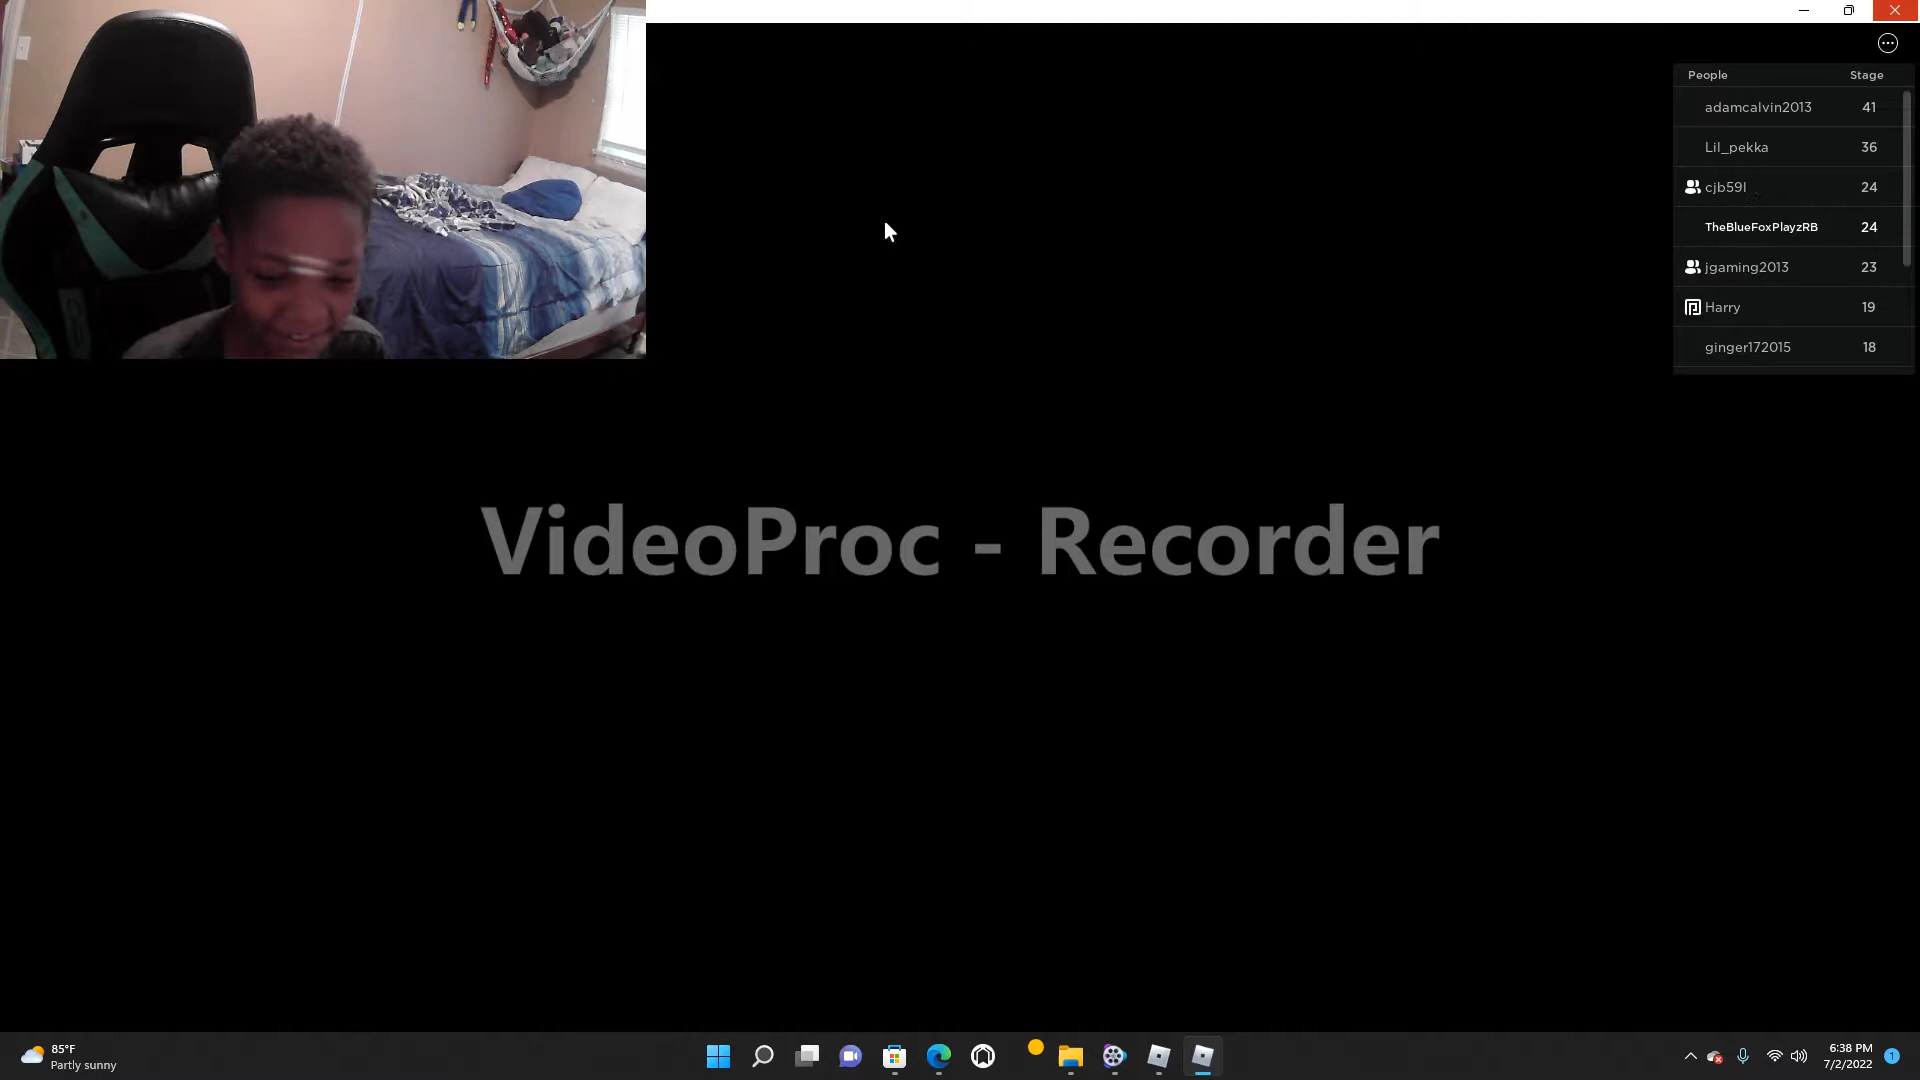 People Stage
adamcalvin2013 41
Lil_pekka 36
cjb59l 24
TheBlueFoxPlayzRB 24
jgaming2013 23
Harry 19
ginger172015 18
VideoProc - Recorder
85°F
Partly sunny
6:38 PM
7/2/2022
1